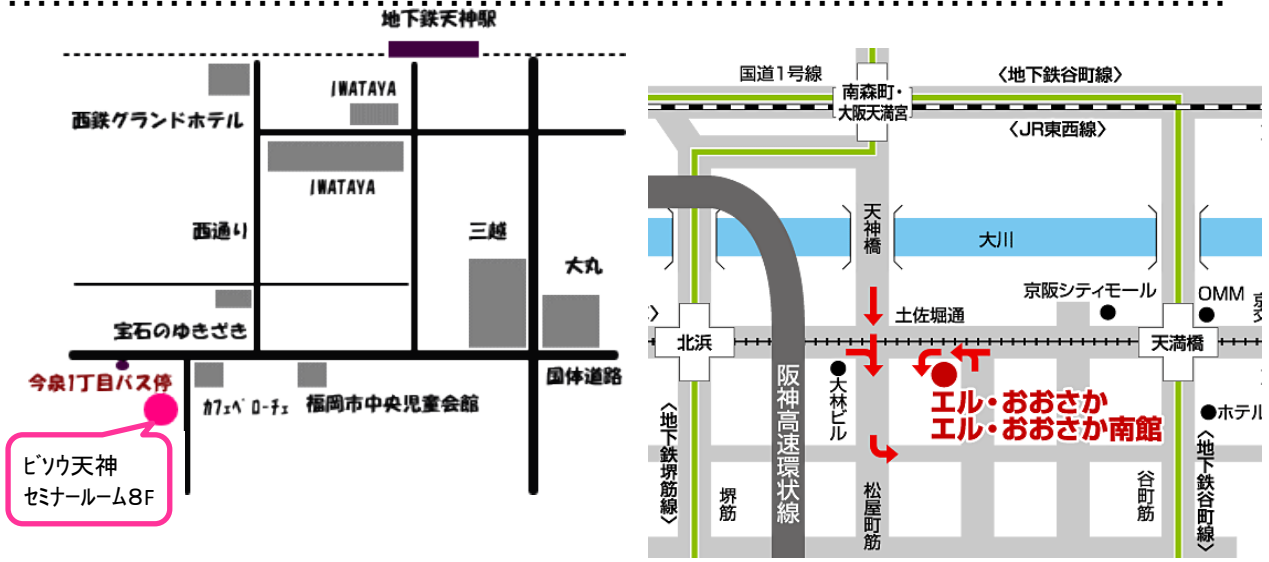 地下鉄天神駅
IWATAYA
西鉄グランドホテル
IWATAYA
西通り
三越
大丸
宝石のゆきざき
今泉1丁目バス停
国体道路
カフェベローチェ
福岡市中央児童会館
ビソウ天神
セミナールーム8F
国道1号線
〈地下鉄谷町線〉
南森町・
大阪天満宮
〈JR東西線〉
天神橋
大川
京阪シティモール
OMM
土佐堀通
北浜
天満橋
大林ビル
エル・おおさか
エル・おおさか南館
ホテル
阪神高速環状線
〈地下鉄堺筋線〉
堺筋
松屋町筋
谷町筋
〈地下鉄谷町線〉